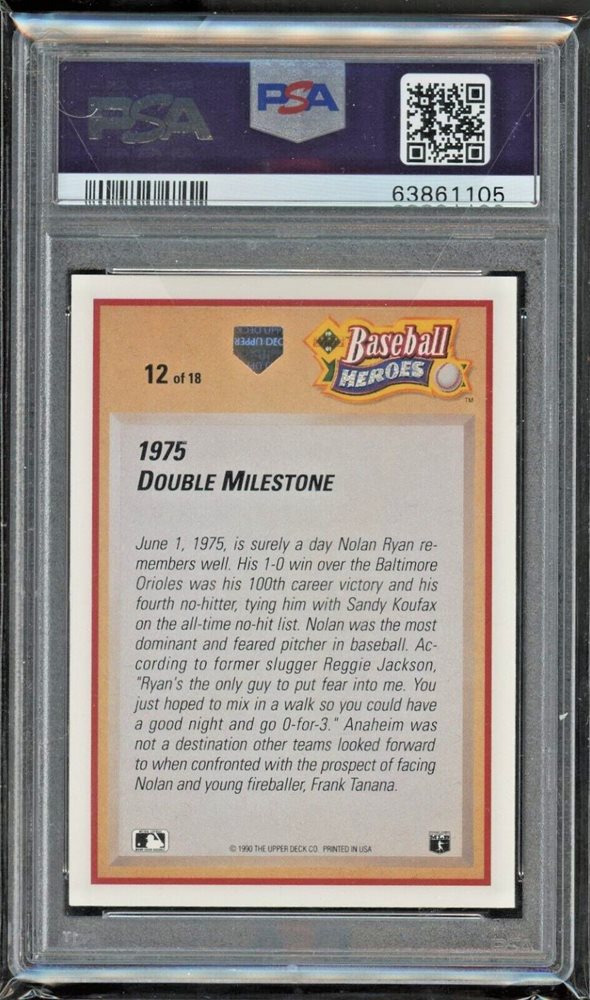 PSA
PSA
63861105
12 of 18
Baseball
HEROES
TM
1975
DOUBLE MILESTONE
June 1, 1975, is surely a day Nolan Ryan re-
members well. His 1-0 win over the Baltimore
Orioles was his 100th career victory and his
fourth no-hitter, tying him with Sandy Koufax
on the all-time no-hit list. Nolan was the most
dominant and feared pitcher in baseball. Ac-
cording to former slugger Reggie Jackson,
"Ryan's the only guy to put fear into me. You
just hoped to mix in a walk so you could have
a good night and go 0-for-3." Anaheim was
not a destination other teams looked forward
to when confronted with the prospect of facing
Nolan and young fireballer, Frank Tanana.
© 1990 THE UPPER DECK CO. PRINTED IN USA
PSA